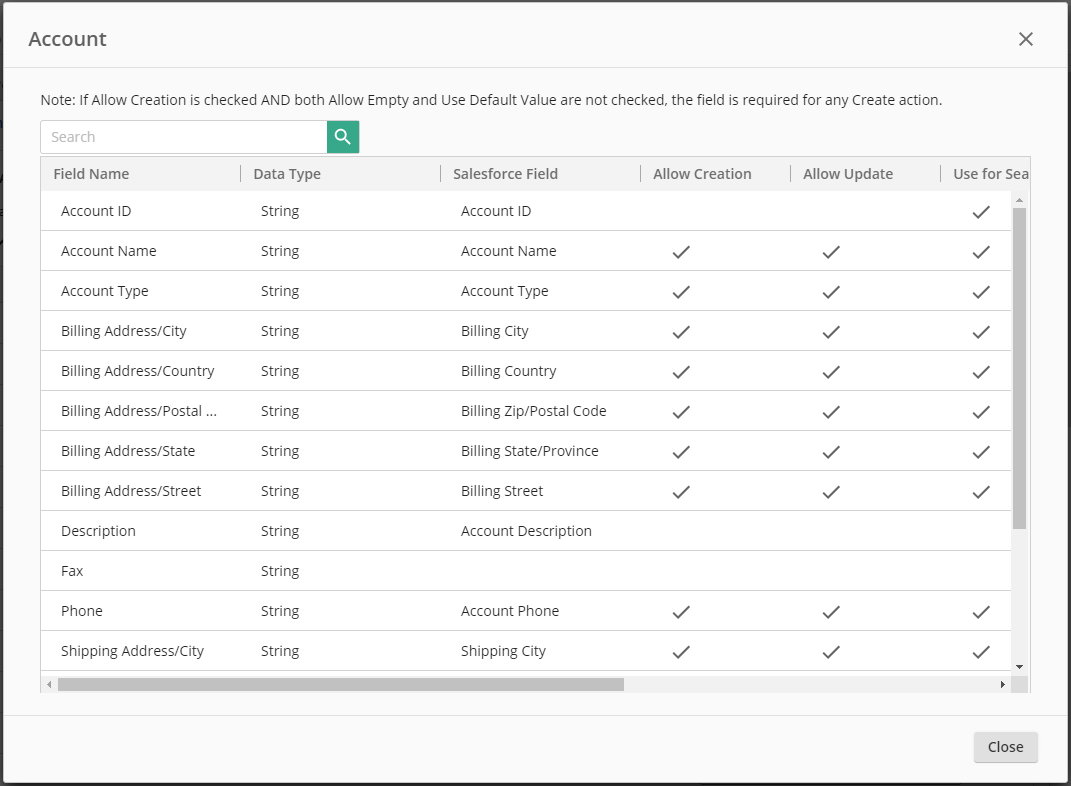 Account
Note: If Allow Creation is checked AND both Allow Empty and Use Default Value are not checked, the field is required for any Create action.
Search
Field Name Data Type Salesforce Field Allow Creation Allow Update Use for Sea
Account ID String Account ID
Account Name String Account Name
Account Type String Account Type
Billing Address/City String Billing City
Billing Address/Country String Billing Country
Billing Address/Postal ... String Billing Zip/Postal Code
Billing Address/State String Billing State/Province
Billing Address/Street String Billing Street
Description String Account Description
Fax String
Phone String Account Phone
Shipping Address/City String Shipping City
Close